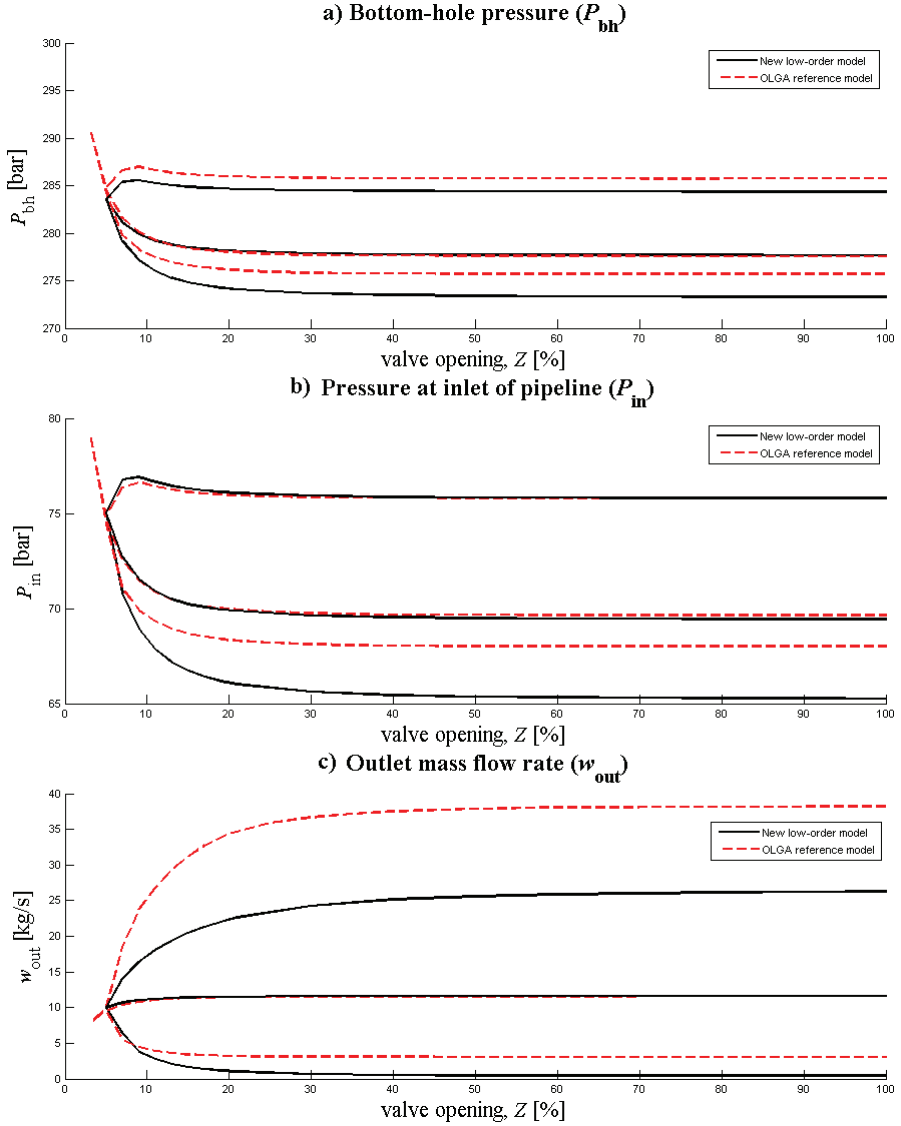 a) Bottom-hole pressure (Pbh)
300
295
290
285
280
275
270
Pbh [bar]
New low-order model
OLGA reference model
0 10 20 30 40 50 60 70 80 90 100
valve opening, Z [%]
b) Pressure at inlet of pipeline (Pin)
80
75
70
65
Pin [bar]
New low-order model
OLGA reference model
0 10 20 30 40 50 60 70 80 90 100
valve opening, Z [%]
c) Outlet mass flow rate (wout)
40
35
30
25
20
15
10
5
0
wout [kg/s]
New low-order model
OLGA reference model
0 10 20 30 40 50 60 70 80 90 100
valve opening, Z [%]